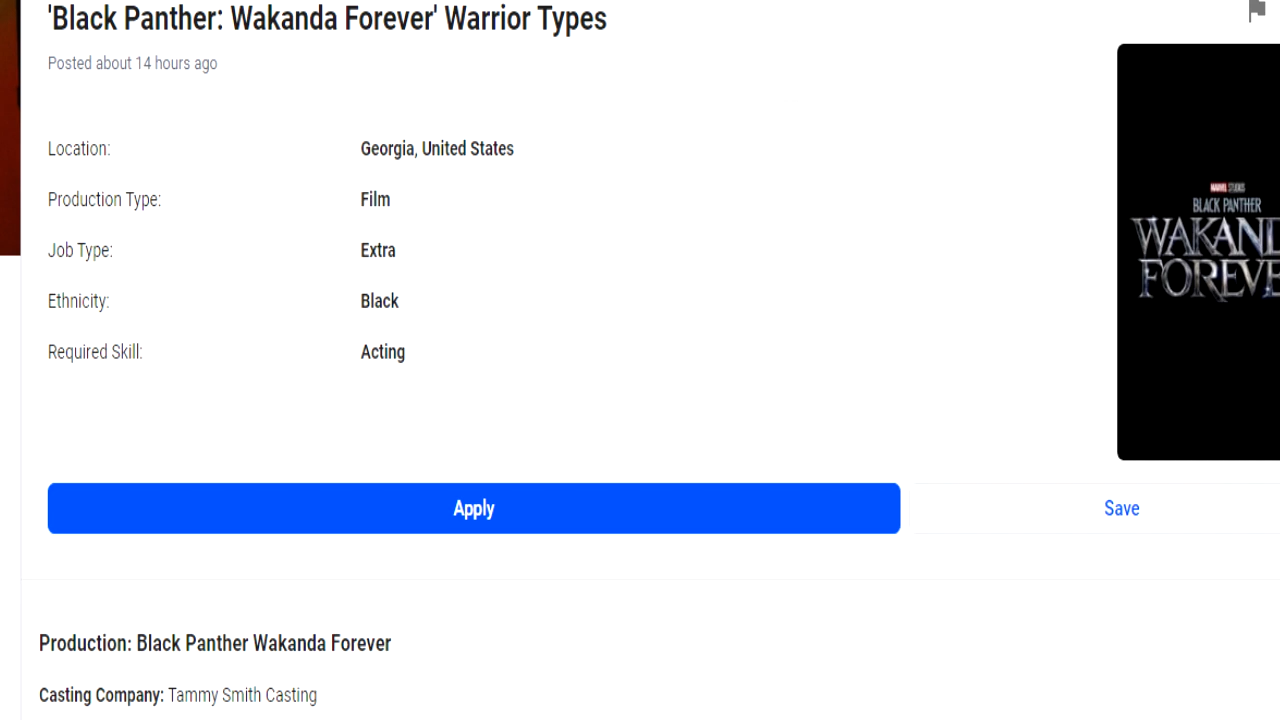 'Black Panther: Wakanda Forever' Warrior Types
Posted about 14 hours ago
Location: Georgia, United States
Production Type: Film
Job Type: Extra
Ethnicity: Black
Required Skill: Acting
MARVEL STUDIOS
BLACK PANTHER
WAKAND
FOREVE
Apply
Save
Production: Black Panther Wakanda Forever
Casting Company: Tammy Smith Casting